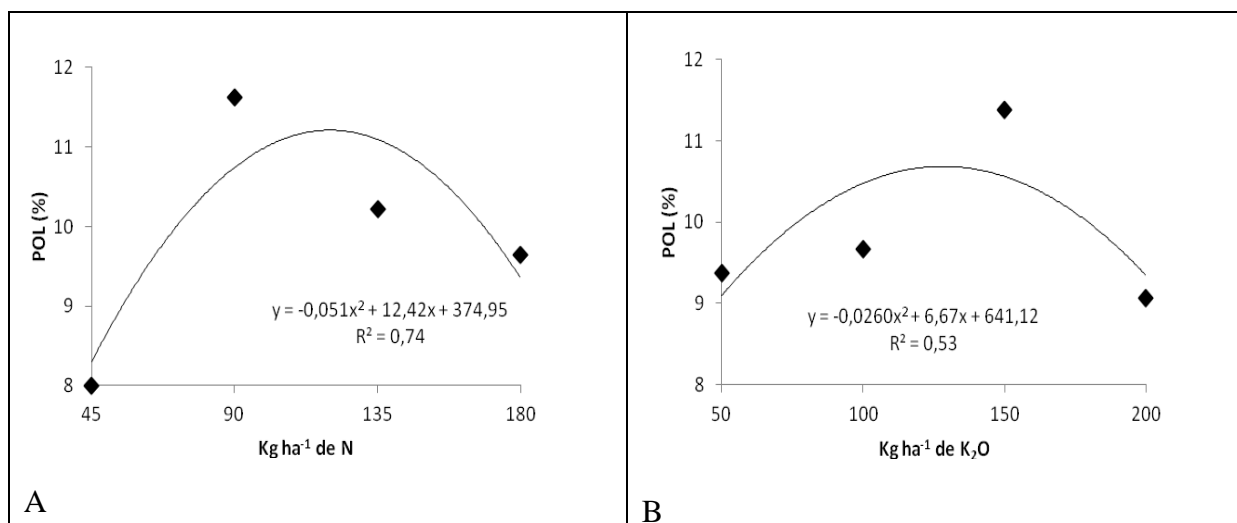 12
11
10
9
8
POL (%)
45
90
135
180
y = -0,051x² + 12,42x + 374,95
R² = 0,74
Kg ha⁻¹ de N
A
12
11
10
9
8
POL (%)
50
100
150
200
y = -0,0260x² + 6,67x + 641,12
R² = 0,53
Kg ha⁻¹ de K₂O
B